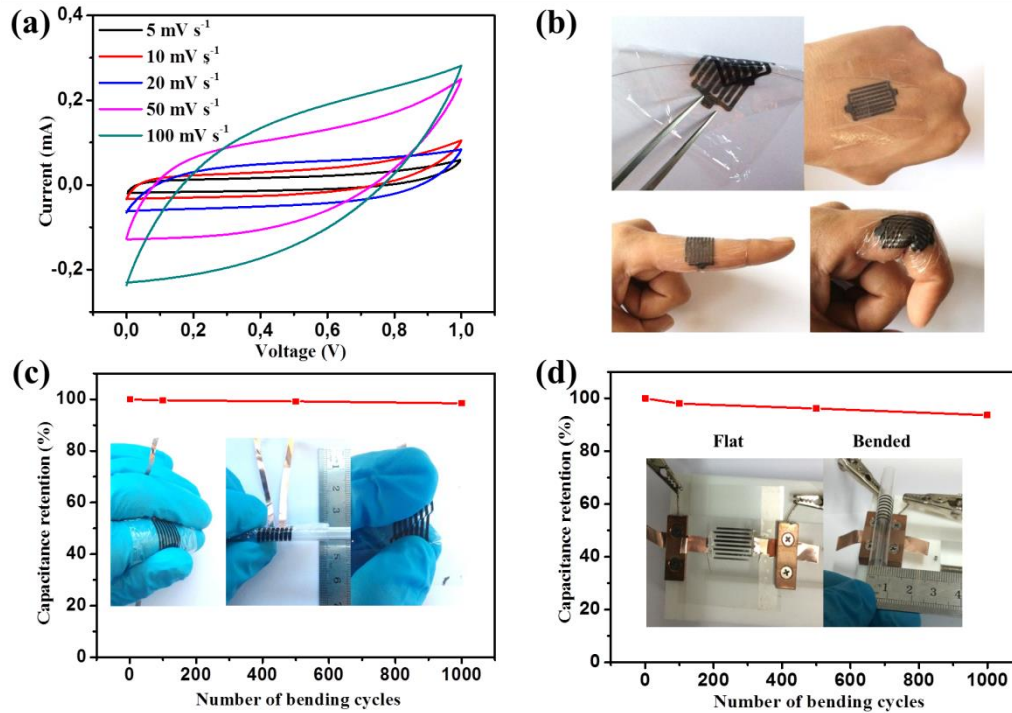 (a)
0,4
0,2
0,0
-0,2
Current (mA)
5 mV s⁻¹
10 mV s⁻¹
20 mV s⁻¹
50 mV s⁻¹
100 mV s⁻¹
0,0 0,2 0,4 0,6 0,8 1,0
Voltage (V)
(b)
(c)
100
80
60
40
20
0
Capacitance retention (%)
0 200 400 600 800 1000
Number of bending cycles
(d)
100
80
60
40
20
0
Capacitance retention (%)
Flat Bended
1 2 3 4
0 200 400 600 800 1000
Number of bending cycles